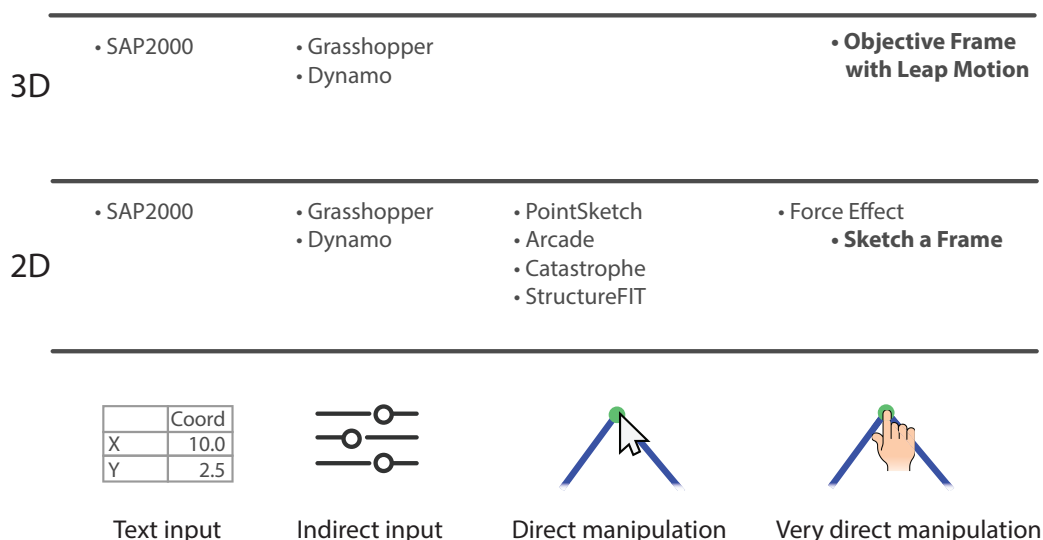 3D
• SAP2000
• Grasshopper
• Dynamo
• Objective Frame
with Leap Motion
2D
• SAP2000
• Grasshopper
• Dynamo
• PointSketch
• Arcade
• Catastrophe
• StructureFIT
• Force Effect
• Sketch a Frame
Coord
X 10.0
Y 2.5
Text input
Indirect input
Direct manipulation
Very direct manipulation